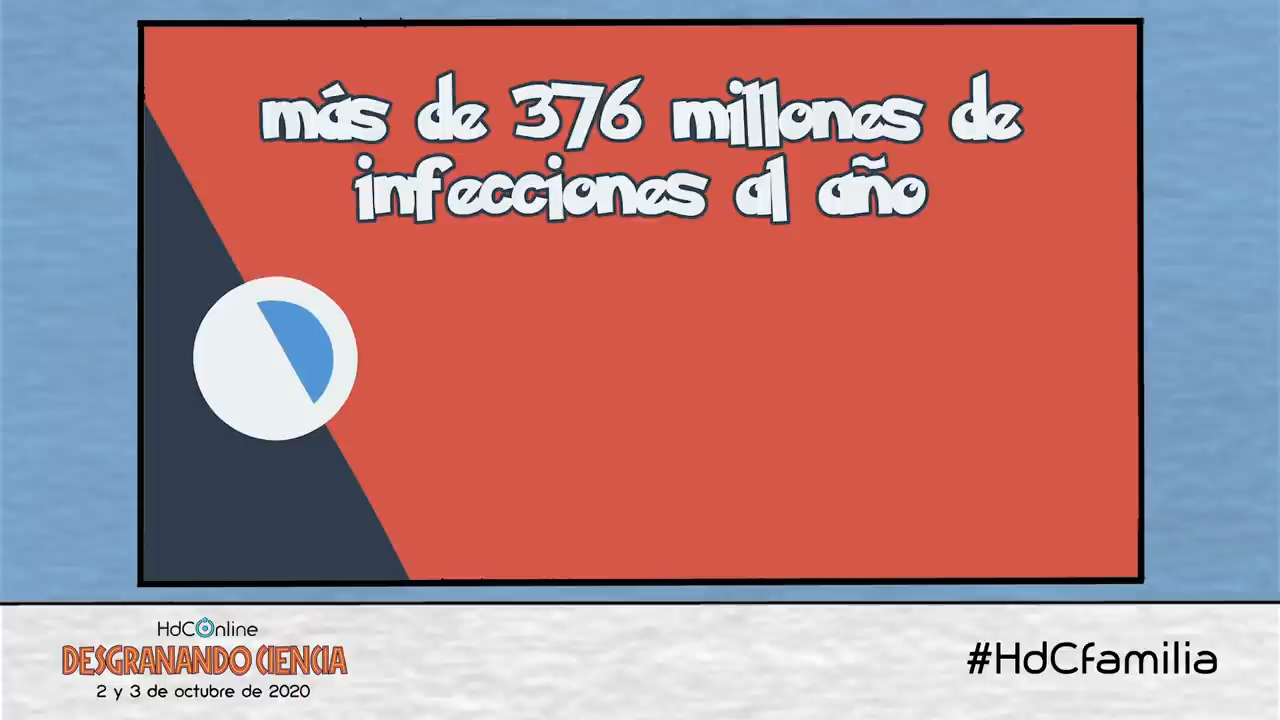 más de 376 millones de
infecciones al año
HdCOnline
DESGRANANDO CIENCIA
2 y 3 de octubre de 2020
#HdCfamilia